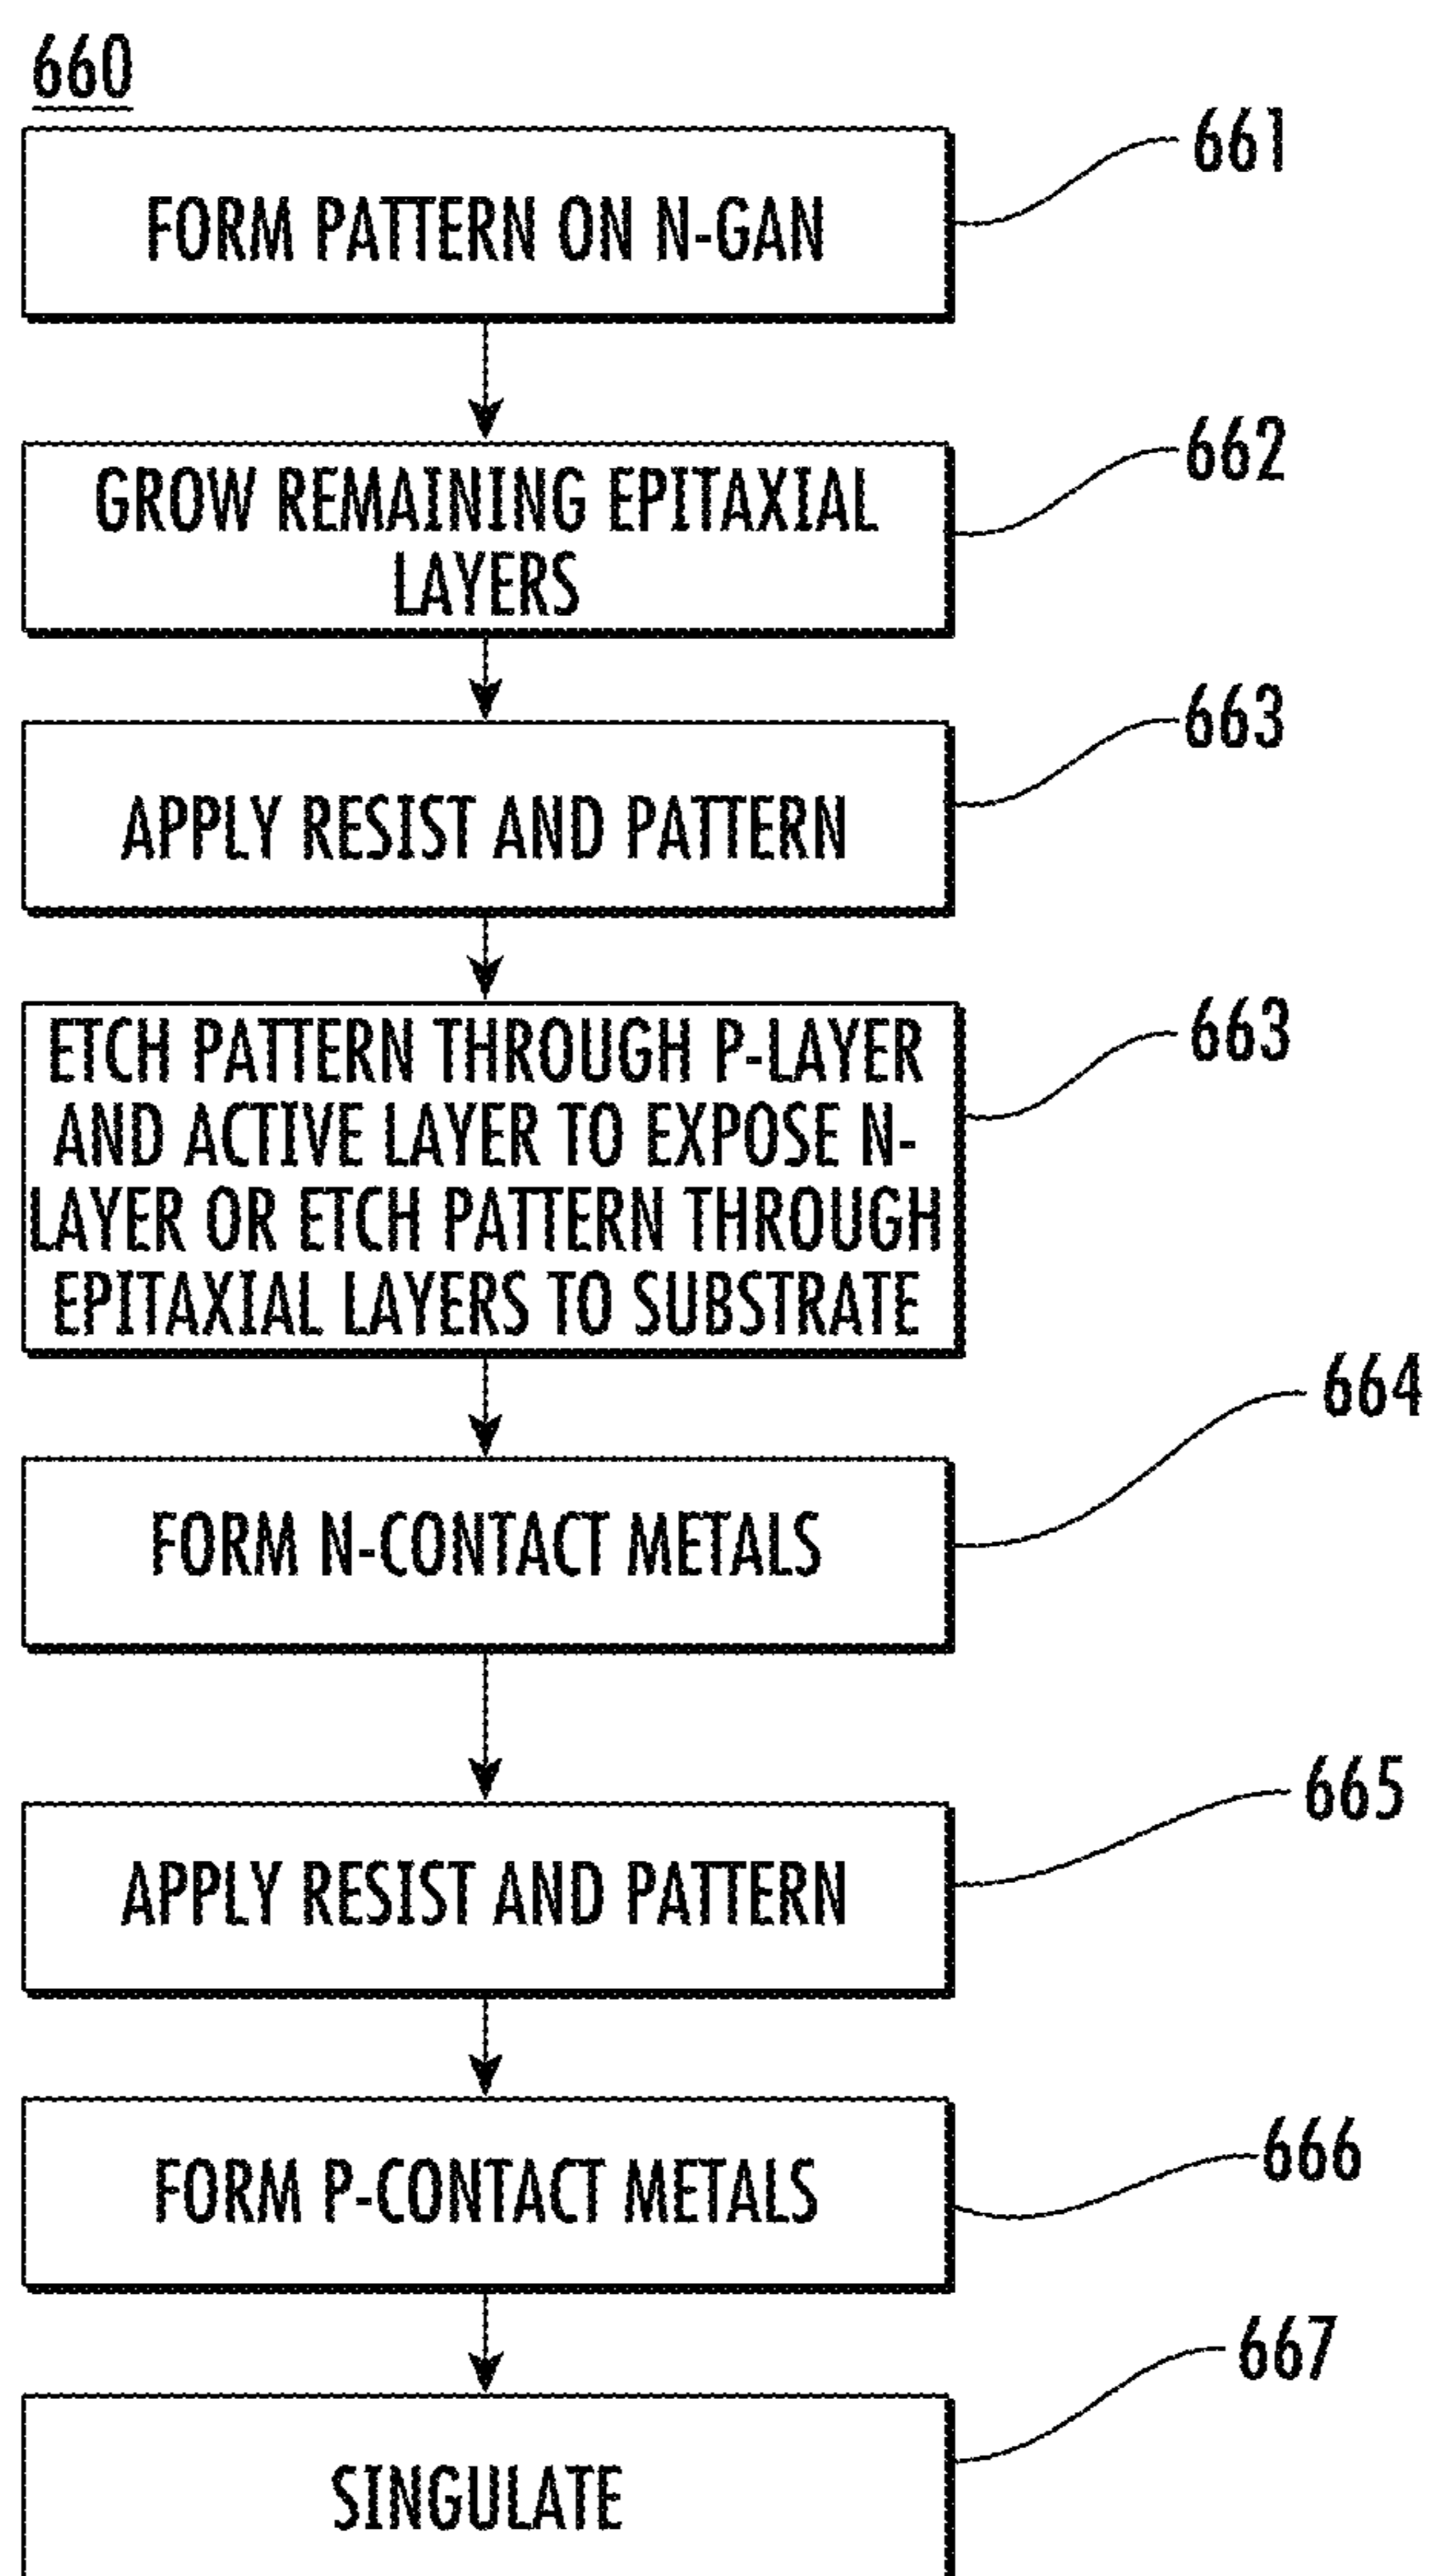 660
661
FORM PATTERN ON N-GAN
662
GROW REMAINING EPITAXIAL
LAYERS
663
APPLY RESIST AND PATTERN
663
ETCH PATTERN THROUGH P-LAYER
AND ACTIVE LAYER TO EXPOSE N-
LAYER OR ETCH PATTERN THROUGH
EPITAXIAL LAYERS TO SUBSTRATE
664
FORM N-CONTACT METALS
665
APPLY RESIST AND PATTERN
666
FORM P-CONTACT METALS
667
SINGULATE